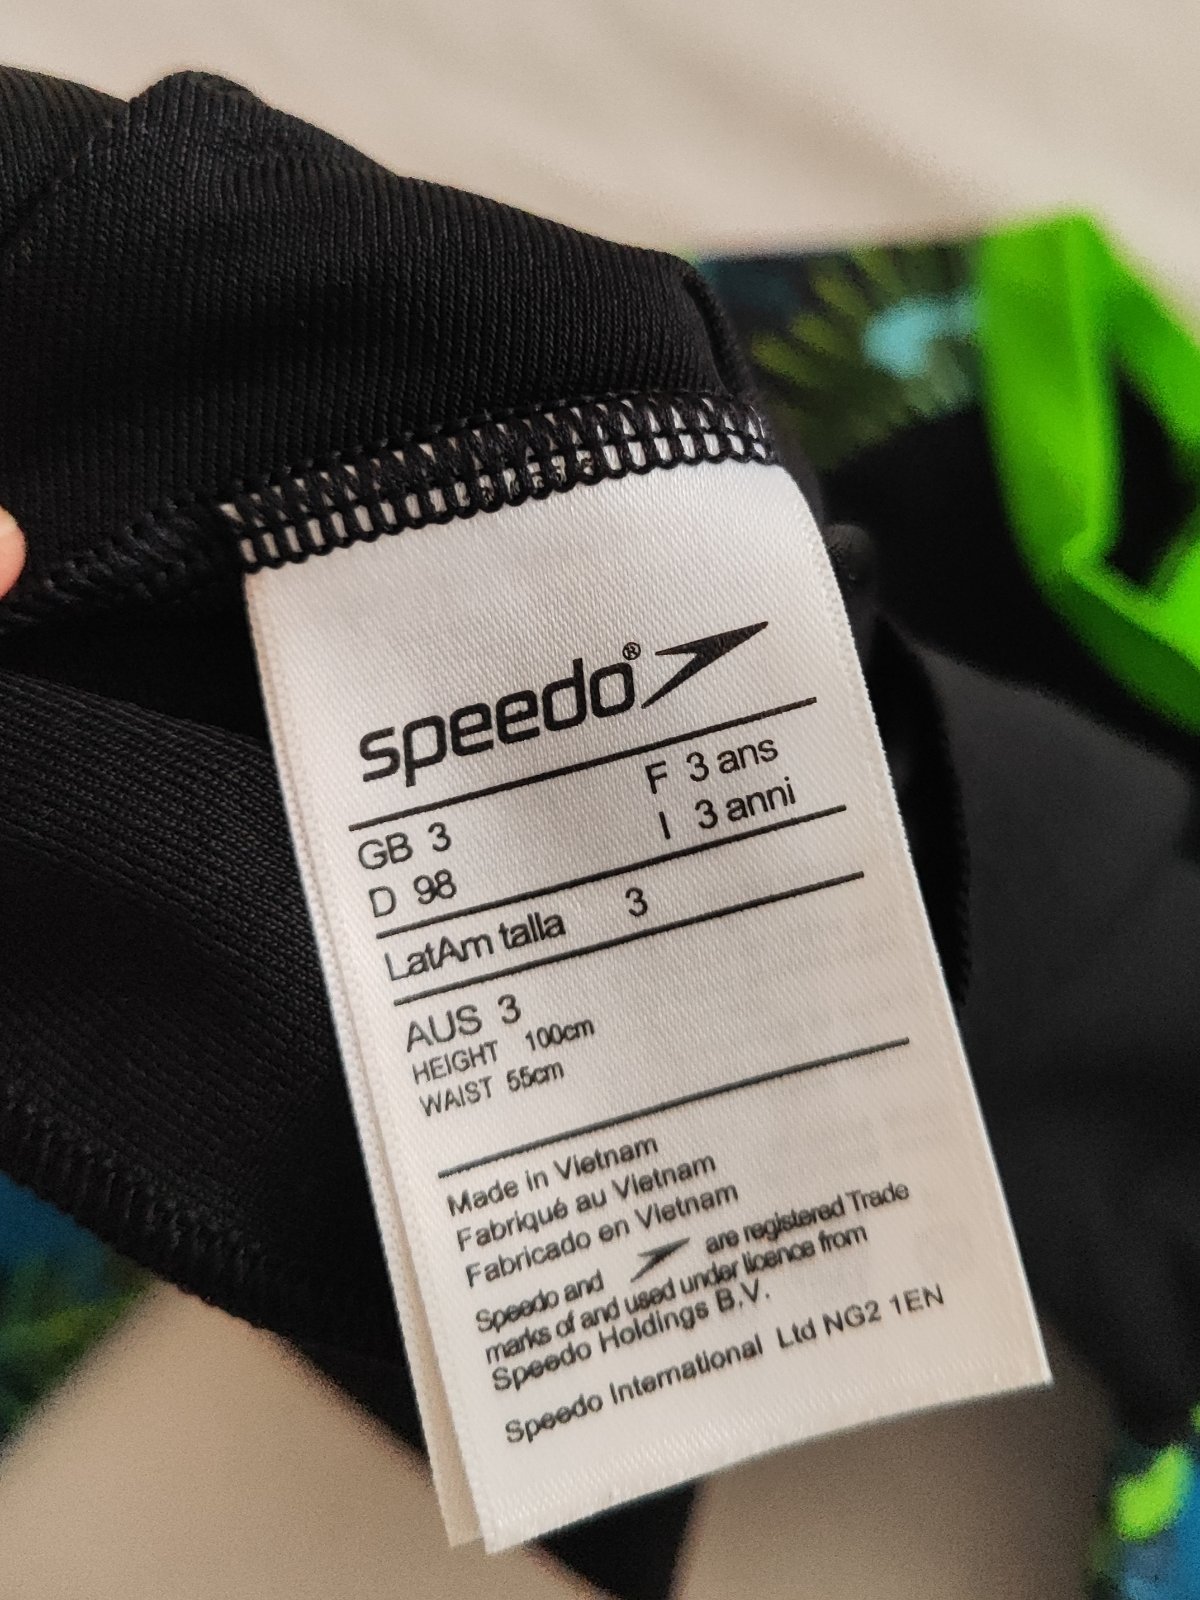 speedo®
GB 3 F 3 ans
D 98 I 3 anni
LatAm talla 3
AUS 3
HEIGHT 100cm
WAIST 55cm
Made in Vietnam
Fabriqué au Vietnam
Fabricado en Vietnam
Speedo and are registered Trade
marks of and used under licence from
Speedo Holdings B.V.
Speedo International Ltd NG2 1EN